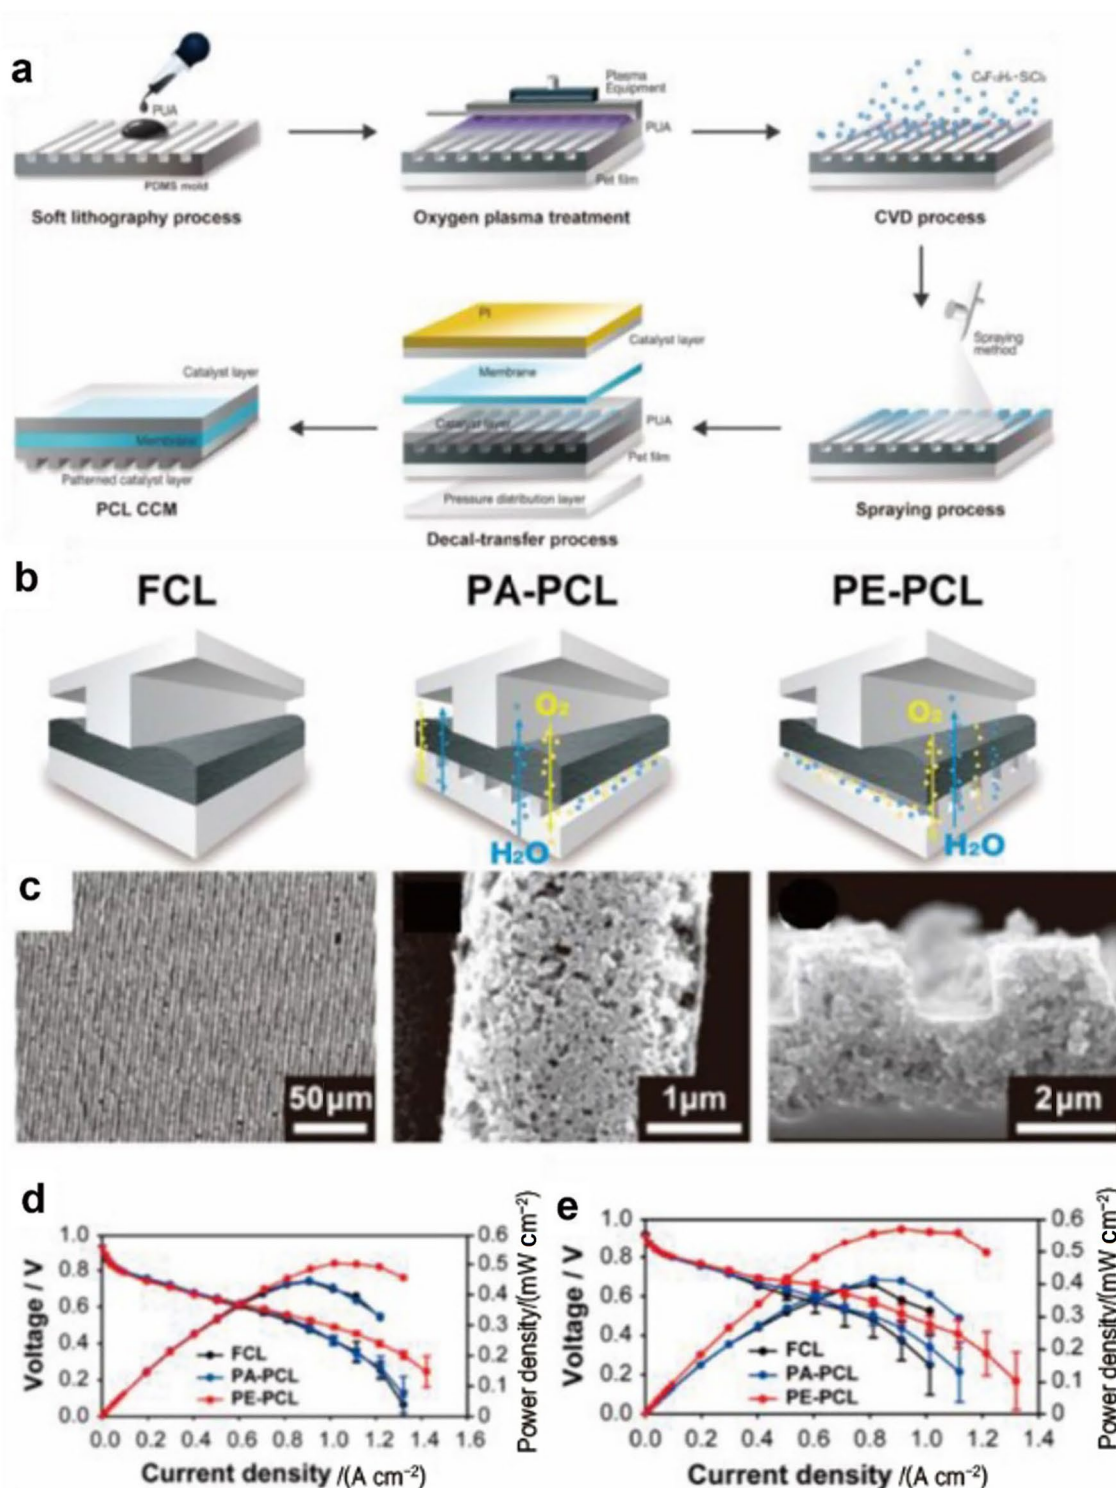 a
PUA
PDMS mold
Soft lithography process
Plasma
Equipment
PUA
Pet film
Oxygen plasma treatment
CVD process
Spraying
method
Spraying process
PI
Catalyst layer
Membrane
Catalyst layer
PUA
Pet film
Pressure distribution layer
Decal-transfer process
Catalyst layer
Membrane
Patterned catalyst layer
PCL CCM
b
FCL
PA-PCL
PE-PCL
O₂
H₂O
O₂
H₂O
c
50μm
1μm
2μm
d
Voltage / V
1.0
0.8
0.6
0.4
0.2
0.0
FCL
PA-PCL
PE-PCL
0.6
0.5
0.4
0.3
0.2
0.1
0
Power density/(mW cm⁻²)
0.0 0.2 0.4 0.6 0.8 1.0 1.2 1.4 1.6
Current density /(A cm⁻²)
e
Voltage / V
1.0
0.8
0.6
0.4
0.2
0.0
FCL
PA-PCL
PE-PCL
0.6
0.5
0.4
0.3
0.2
0.1
0
Power density/(mW cm⁻²)
0.0 0.2 0.4 0.6 0.8 1.0 1.2 1.4
Current density /(A cm⁻²)